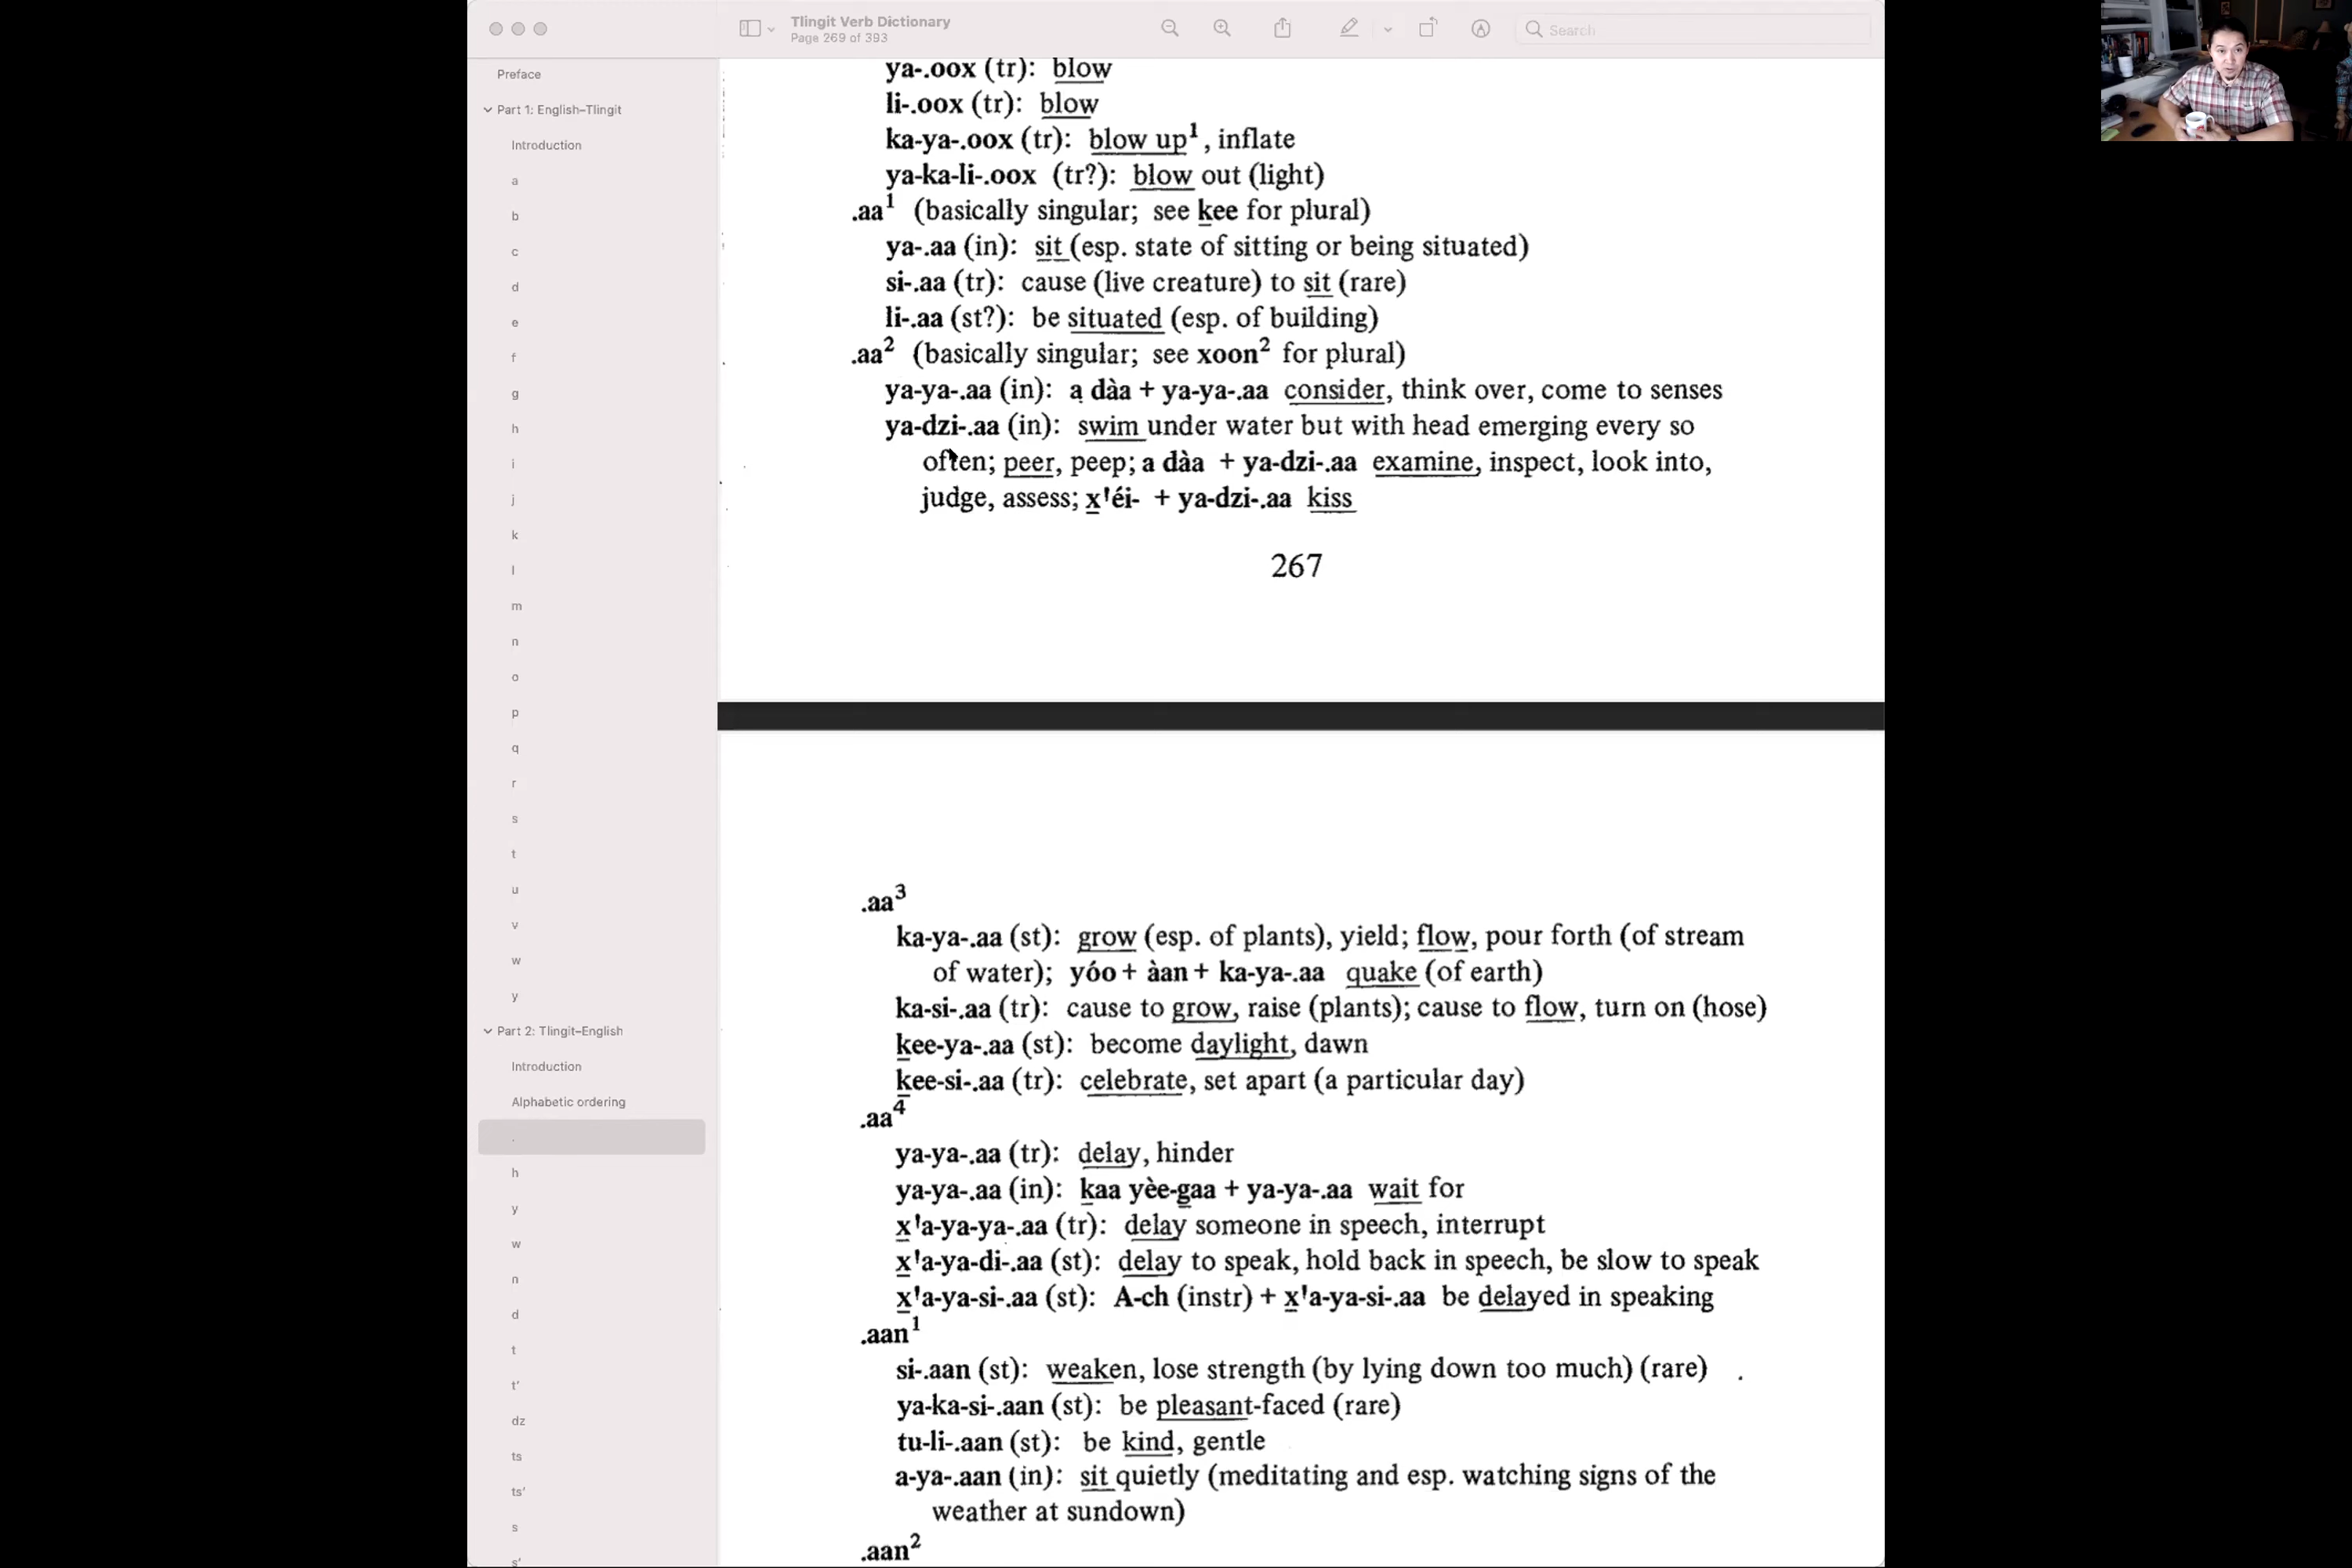 Tlingit Verb Dictionary
Page 269 of 393
Search
Preface
Part 1: English–Tlingit
Introduction
a
b
c
d
e
f
g
h
i
j
k
l
m
n
o
p
q
r
s
t
u
v
w
y
Part 2: Tlingit–English
Introduction
Alphabetic ordering
.
h
y
w
n
d
t
t’
dz
ts
ts’
s
s’
ya-.oox (tr): blow
li-.oox (tr): blow
ka-ya-.oox (tr): blow up¹, inflate
ya-ka-li-.oox (tr?): blow out (light)
.aa¹ (basically singular; see ḵee for plural)
ya-.aa (in): sit (esp. state of sitting or being situated)
si-.aa (tr): cause (live creature) to sit (rare)
li-.aa (st?): be situated (esp. of building)
.aa² (basically singular; see xoon² for plural)
ya-ya-.aa (in): a̱ dàa + ya-ya-.aa consider, think over, come to senses
ya-dzi-.aa (in): swim under water but with head emerging every so
often; peer, peep; a dàa + ya-dzi-.aa examine, inspect, look into,
judge, assess; x̱'éi- + ya-dzi-.aa kiss
267
.aa³
ka-ya-.aa (st): grow (esp. of plants), yield; flow, pour forth (of stream
of water); yóo + àan + ka-ya-.aa quake (of earth)
ka-si-.aa (tr): cause to grow, raise (plants); cause to flow, turn on (hose)
ḵee-ya-.aa (st): become daylight, dawn
ḵee-si-.aa (tr): celebrate, set apart (a particular day)
.aa⁴
ya-ya-.aa (tr): delay, hinder
ya-ya-.aa (in): ḵaa yèe-g̱aa + ya-ya-.aa wait for
x̱'a-ya-ya-.aa (tr): delay someone in speech, interrupt
x̱'a-ya-di-.aa (st): delay to speak, hold back in speech, be slow to speak
x̱'a-ya-si-.aa (st): A-ch (instr) + x̱'a-ya-si-.aa be delayed in speaking
.aan¹
si-.aan (st): weaken, lose strength (by lying down too much) (rare)
ya-ka-si-.aan (st): be pleasant-faced (rare)
tu-li-.aan (st): be kind, gentle
a-ya-.aan (in): sit quietly (meditating and esp. watching signs of the
weather at sundown)
.aan²